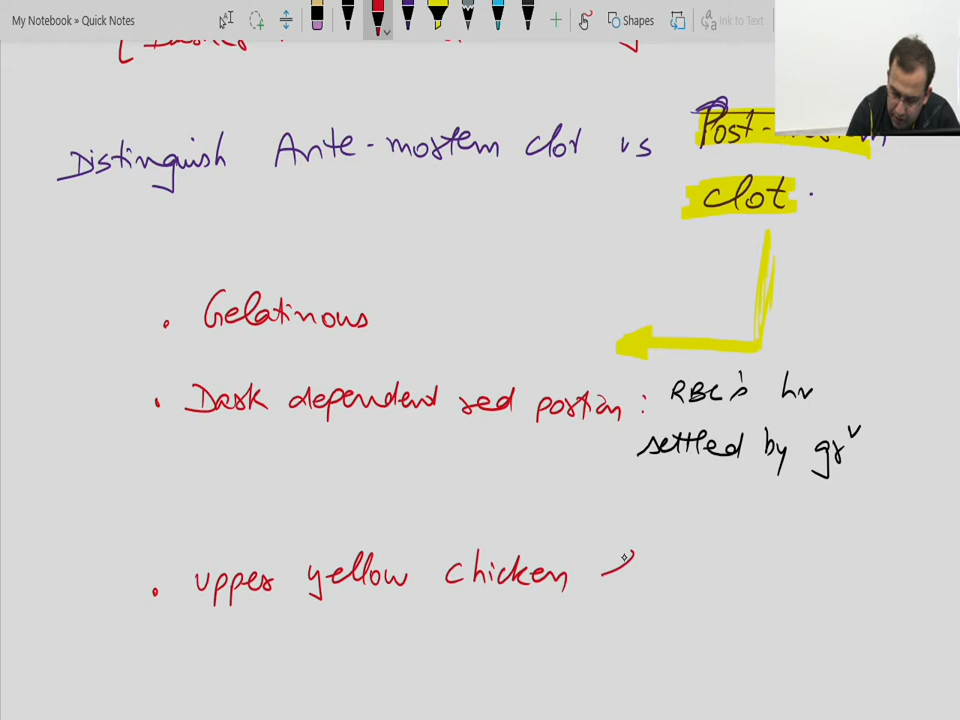 My Notebook » Quick Notes
Shapes
Ink to Text
Distinguish Ante-mortem clot vs Post-
clot.
• Gelatinous
• Dark dependent red portion : RBC's hv
settled by grv
• upper yellow chicken